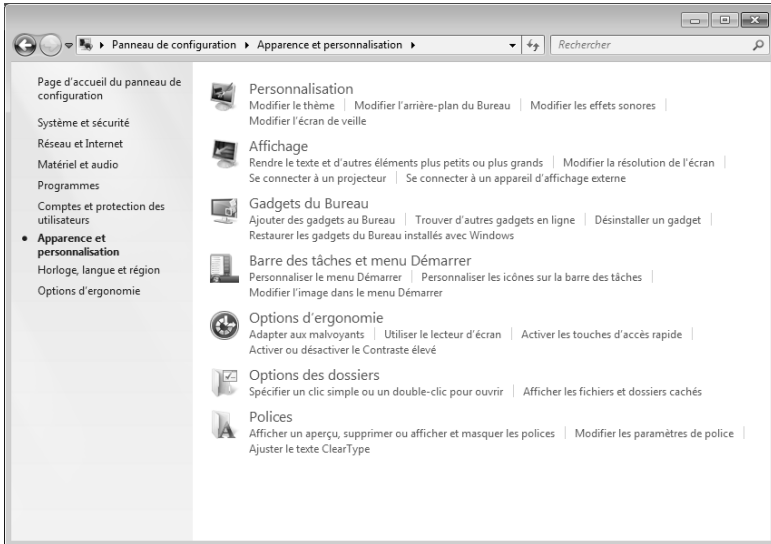 Panneau de configuration ▸ Apparence et personnalisation ▸
Rechercher
Page d'accueil du panneau de
configuration
Système et sécurité
Réseau et Internet
Matériel et audio
Programmes
Comptes et protection des
utilisateurs
Apparence et
personnalisation
Horloge, langue et région
Options d'ergonomie
Personnalisation
Modifier le thème | Modifier l'arrière-plan du Bureau | Modifier les effets sonores |
Modifier l'écran de veille
Affichage
Rendre le texte et d'autres éléments plus petits ou plus grands | Modifier la résolution de l'écran |
Se connecter à un projecteur | Se connecter à un appareil d'affichage externe
Gadgets du Bureau
Ajouter des gadgets au Bureau | Trouver d'autres gadgets en ligne | Désinstaller un gadget |
Restaurer les gadgets du Bureau installés avec Windows
Barre des tâches et menu Démarrer
Personnaliser le menu Démarrer | Personnaliser les icônes sur la barre des tâches |
Modifier l'image dans le menu Démarrer
Options d'ergonomie
Adapter aux malvoyants | Utiliser le lecteur d'écran | Activer les touches d'accès rapide |
Activer ou désactiver le Contraste élevé
Options des dossiers
Spécifier un clic simple ou un double-clic pour ouvrir | Afficher les fichiers et dossiers cachés
Polices
Afficher un aperçu, supprimer ou afficher et masquer les polices | Modifier les paramètres de police |
Ajuster le texte ClearType